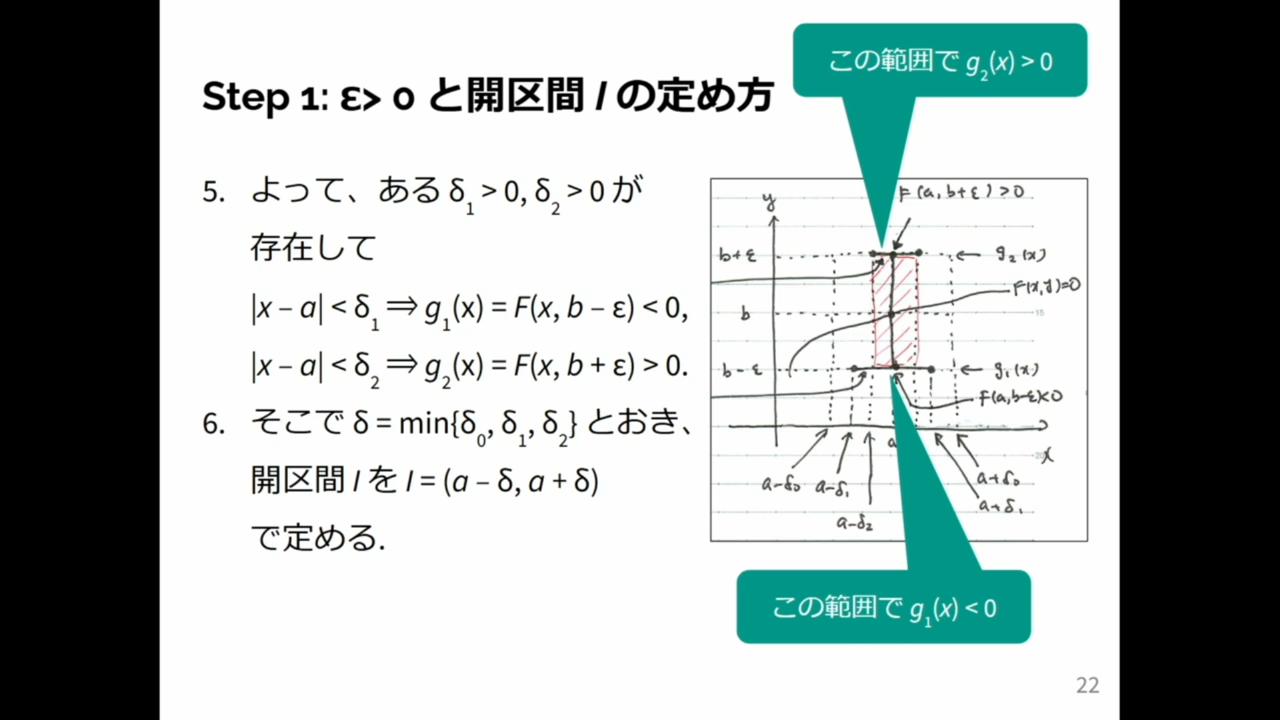 この範囲で g₂(x) > 0
Step 1: ε> 0 と開区間 I の定め方
5. よって、ある δ₁ > 0, δ₂ > 0 が
存在して
|x – a| < δ₁ ⟹ g₁(x) = F(x, b – ε) < 0,
|x – a| < δ₂ ⟹ g₂(x) = F(x, b + ε) > 0.
6. そこで δ = min{δ₀, δ₁, δ₂} とおき、
開区間 I を I = (a – δ, a + δ)
で定める.
F(a, b+ε) > 0
y
b+ε
g₂(x)
F(x,y)=0
b
15
b-ε
g₁(x)
F(a,b-ε)<0
a
x
20
a-δ₀
a-δ₁
a+δ₀
a+δ₁
a-δ₂
この範囲で g₁(x) < 0
22